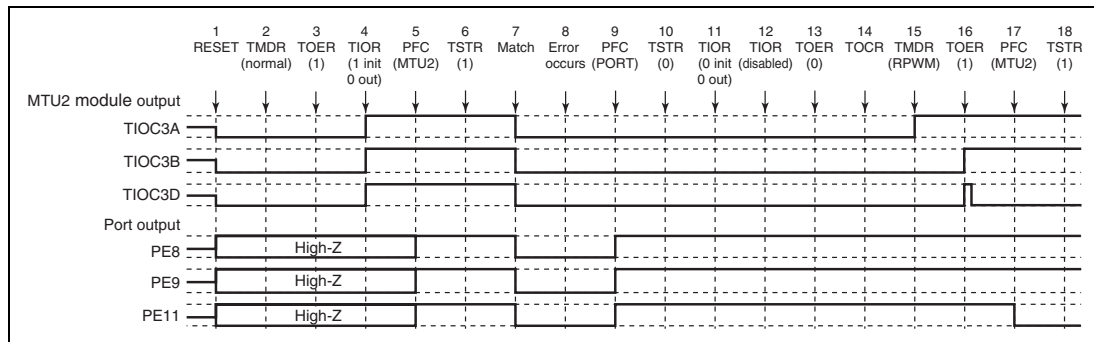 1 2 3 4 5 6 7 8 9 10 11 12 13 14 15 16 17 18
RESET TMDR TOER TIOR PFC TSTR Match Error PFC TSTR TIOR TIOR TOER TOCR TMDR TOER PFC TSTR
(normal) (1) (1 init (MTU2) (1) occurs (PORT) (0) (0 init (disabled) (0) (RPWM) (1) (MTU2) (1)
0 out) 0 out)
MTU2 module output
TIOC3A
TIOC3B
TIOC3D
Port output
PE8 High-Z
PE9 High-Z
PE11 High-Z